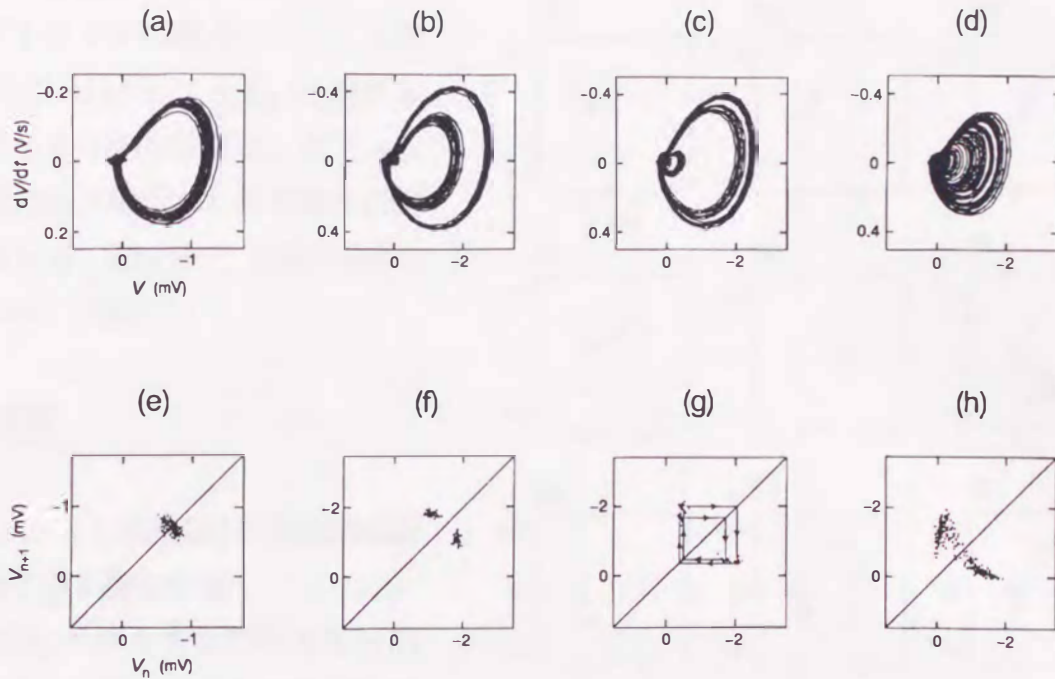 (a) (b) (c) (d)
-0.2 -0.4 -0.4 -0.4
dV/dt (V/s) 0 0 0 0
0.2 0.4 0.4 0.4
0 -1 0 -2 0 -2 0 -2
V (mV)
(e) (f) (g) (h)
-1 -2 -2 -2
Vn+1 (mV)
0 0 0 0
0 -1 0 -2 0 -2 0 -2
Vn (mV)